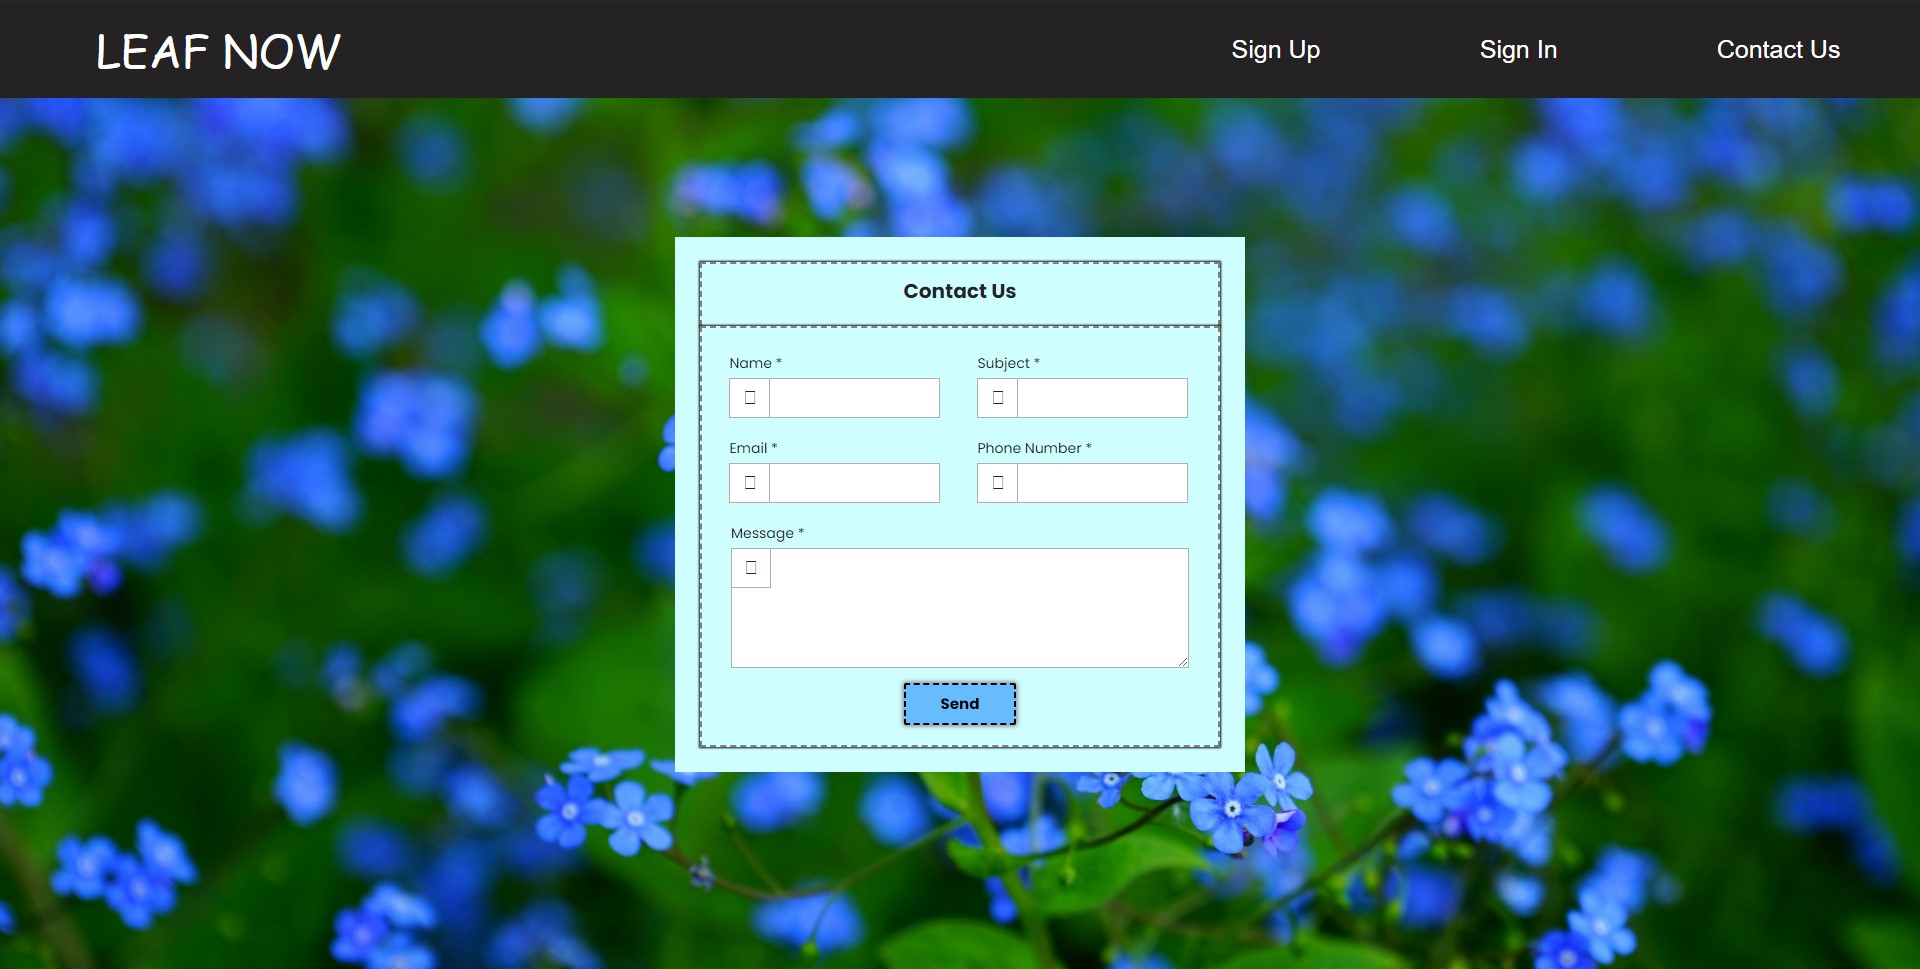 LEAF NOW
Sign Up
Sign In
Contact Us
Contact Us
Name *
Subject *
Email *
Phone Number *
Message *
Send